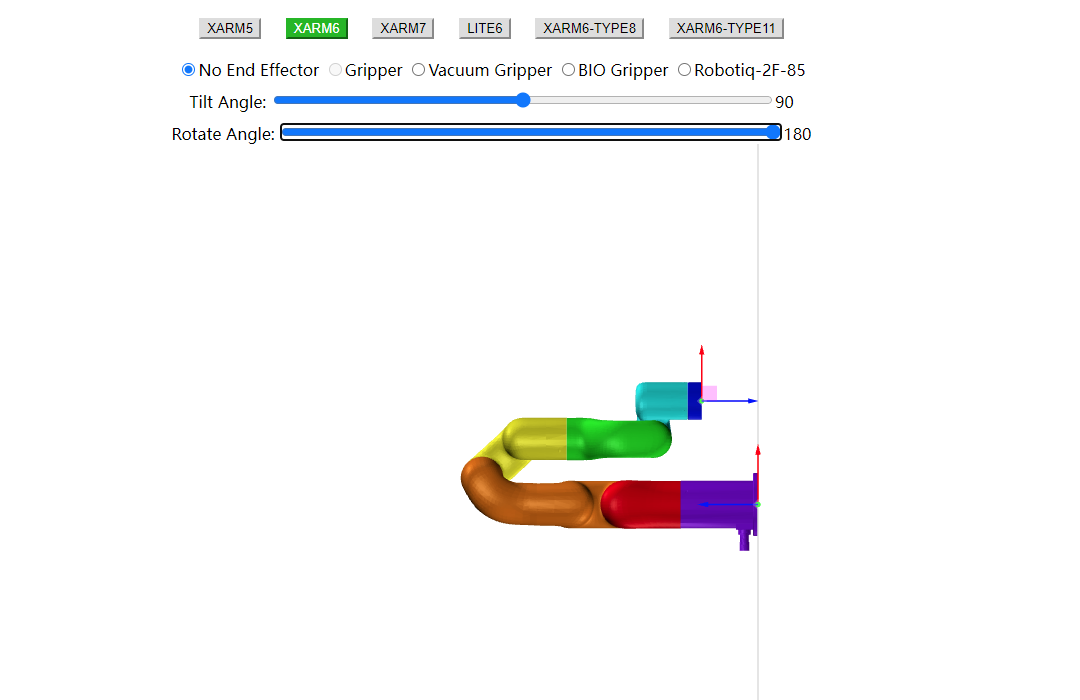 XARM5 XARM6 XARM7 LITE6 XARM6-TYPE8 XARM6-TYPE11
No End Effector Gripper Vacuum Gripper BIO Gripper Robotiq-2F-85
Tilt Angle: 90
Rotate Angle: 180